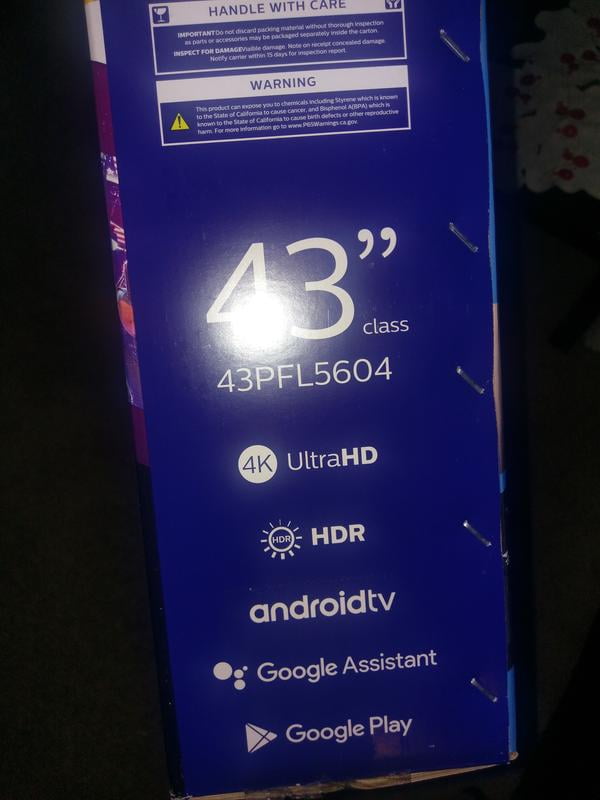 HANDLE WITH CARE
IMPORTANT Do not discard packing material without thorough inspection
as parts or accessories may be packaged separately inside the carton.
INSPECT FOR DAMAGE Visible damage. Note on receipt concealed damage.
Notify carrier within 15 days for inspection report.
WARNING
This product can expose you to chemicals including Styrene which is known
to the State of California to cause cancer, and Bisphenol A(BPA) which is
known to the State of California to cause birth defects or other reproductive
harm. For more information go to www.P65Warnings.ca.gov.
43”
class
43PFL5604
4K UltraHD
HDR HDR
androidtv
Google Assistant
Google Play